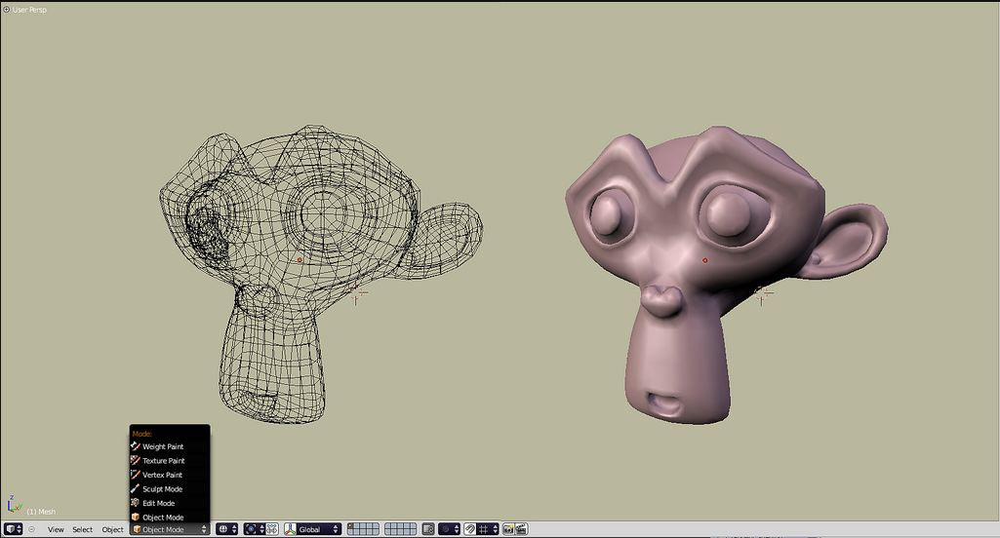 User Persp
Mode:
Weight Paint
Texture Paint
Vertex Paint
Sculpt Mode
Edit Mode
Object Mode
z
y
(1) Mesh
View Select Object Object Mode Global